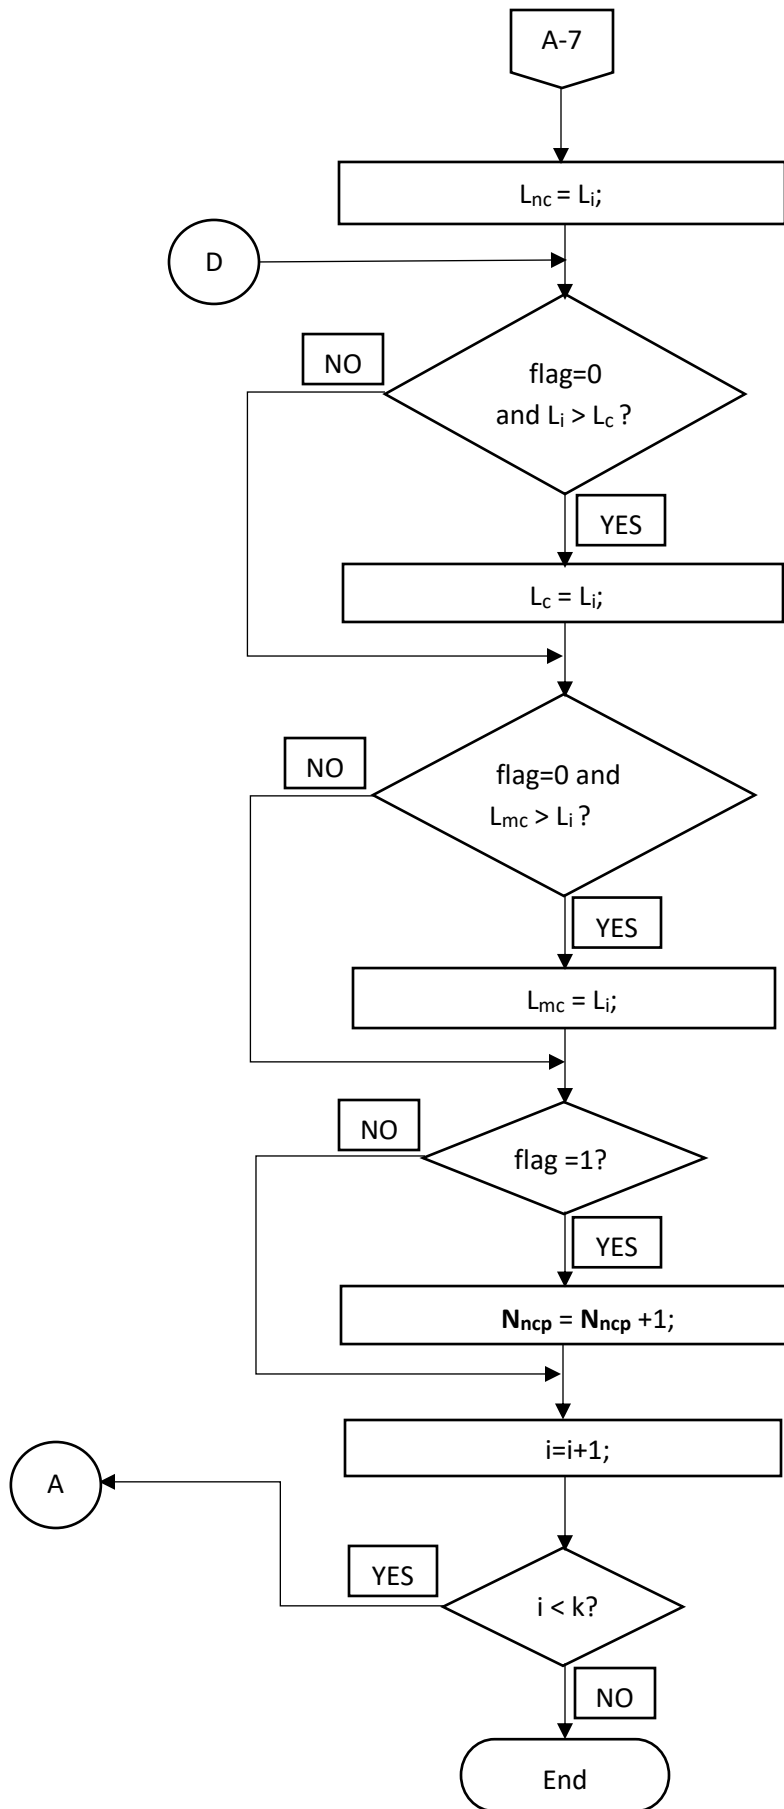 A-7
Lnc = Li;
D
NO
flag=0
and Li > Lc ?
YES
Lc = Li;
NO
flag=0 and
Lmc > Li ?
YES
Lmc = Li;
NO
flag =1?
YES
Nncp = Nncp +1;
i=i+1;
A
YES
i < k?
NO
End